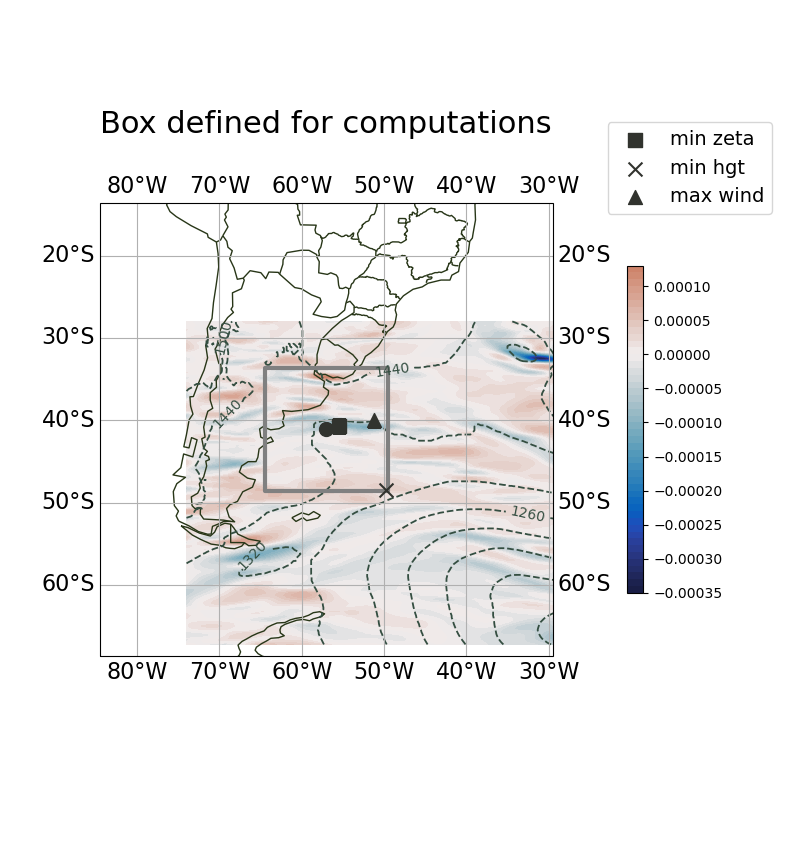 Box defined for computations
min zeta
min hgt
max wind
80°W 70°W 60°W 50°W 40°W 30°W
20°S 20°S
30°S 30°S
40°S 40°S
50°S 50°S
60°S 60°S
1440
1440
1260
1320
80°W 70°W 60°W 50°W 40°W 30°W
0.00010
0.00005
0.00000
−0.00005
−0.00010
−0.00015
−0.00020
−0.00025
−0.00030
−0.00035